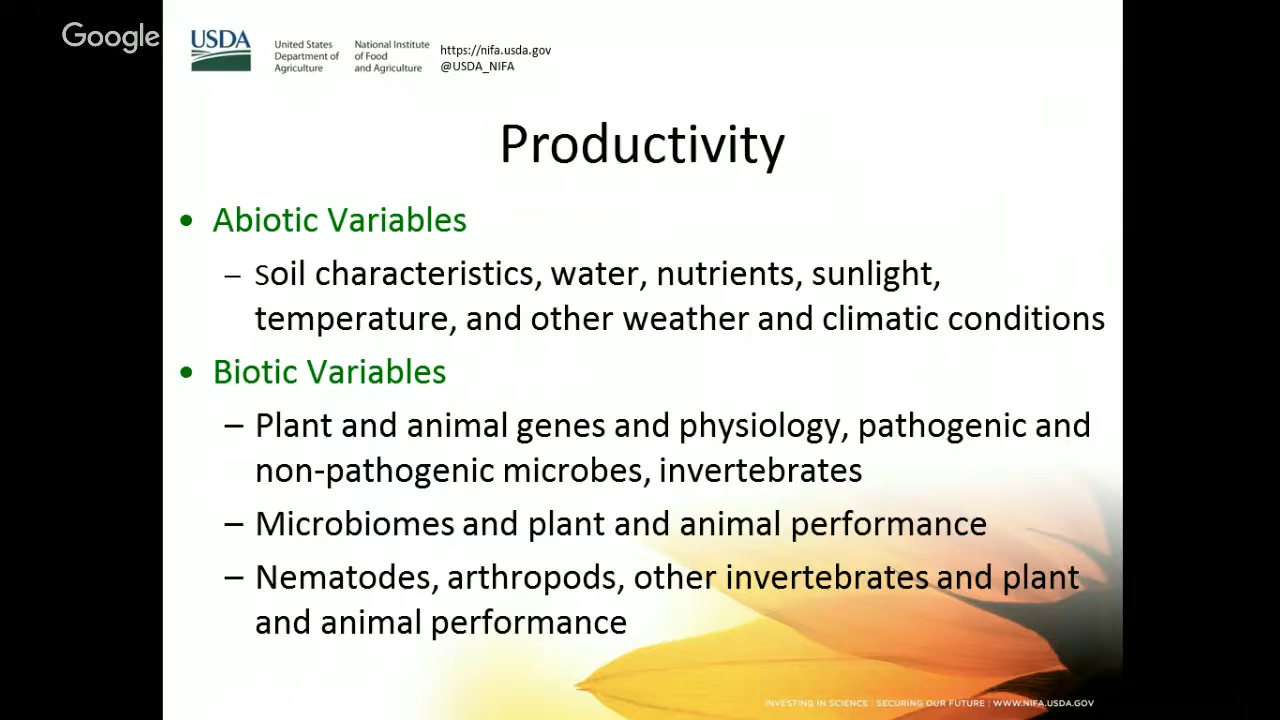 Google
USDA
United States
Department of
Agriculture
National Institute
of Food
and Agriculture
https://nifa.usda.gov
@USDA_NIFA
Productivity
• Abiotic Variables
– Soil characteristics, water, nutrients, sunlight,
temperature, and other weather and climatic conditions
• Biotic Variables
– Plant and animal genes and physiology, pathogenic and
non-pathogenic microbes, invertebrates
– Microbiomes and plant and animal performance
– Nematodes, arthropods, other invertebrates and plant
and animal performance
INVESTING IN SCIENCE | SECURING OUR FUTURE | WWW.NIFA.USDA.GOV